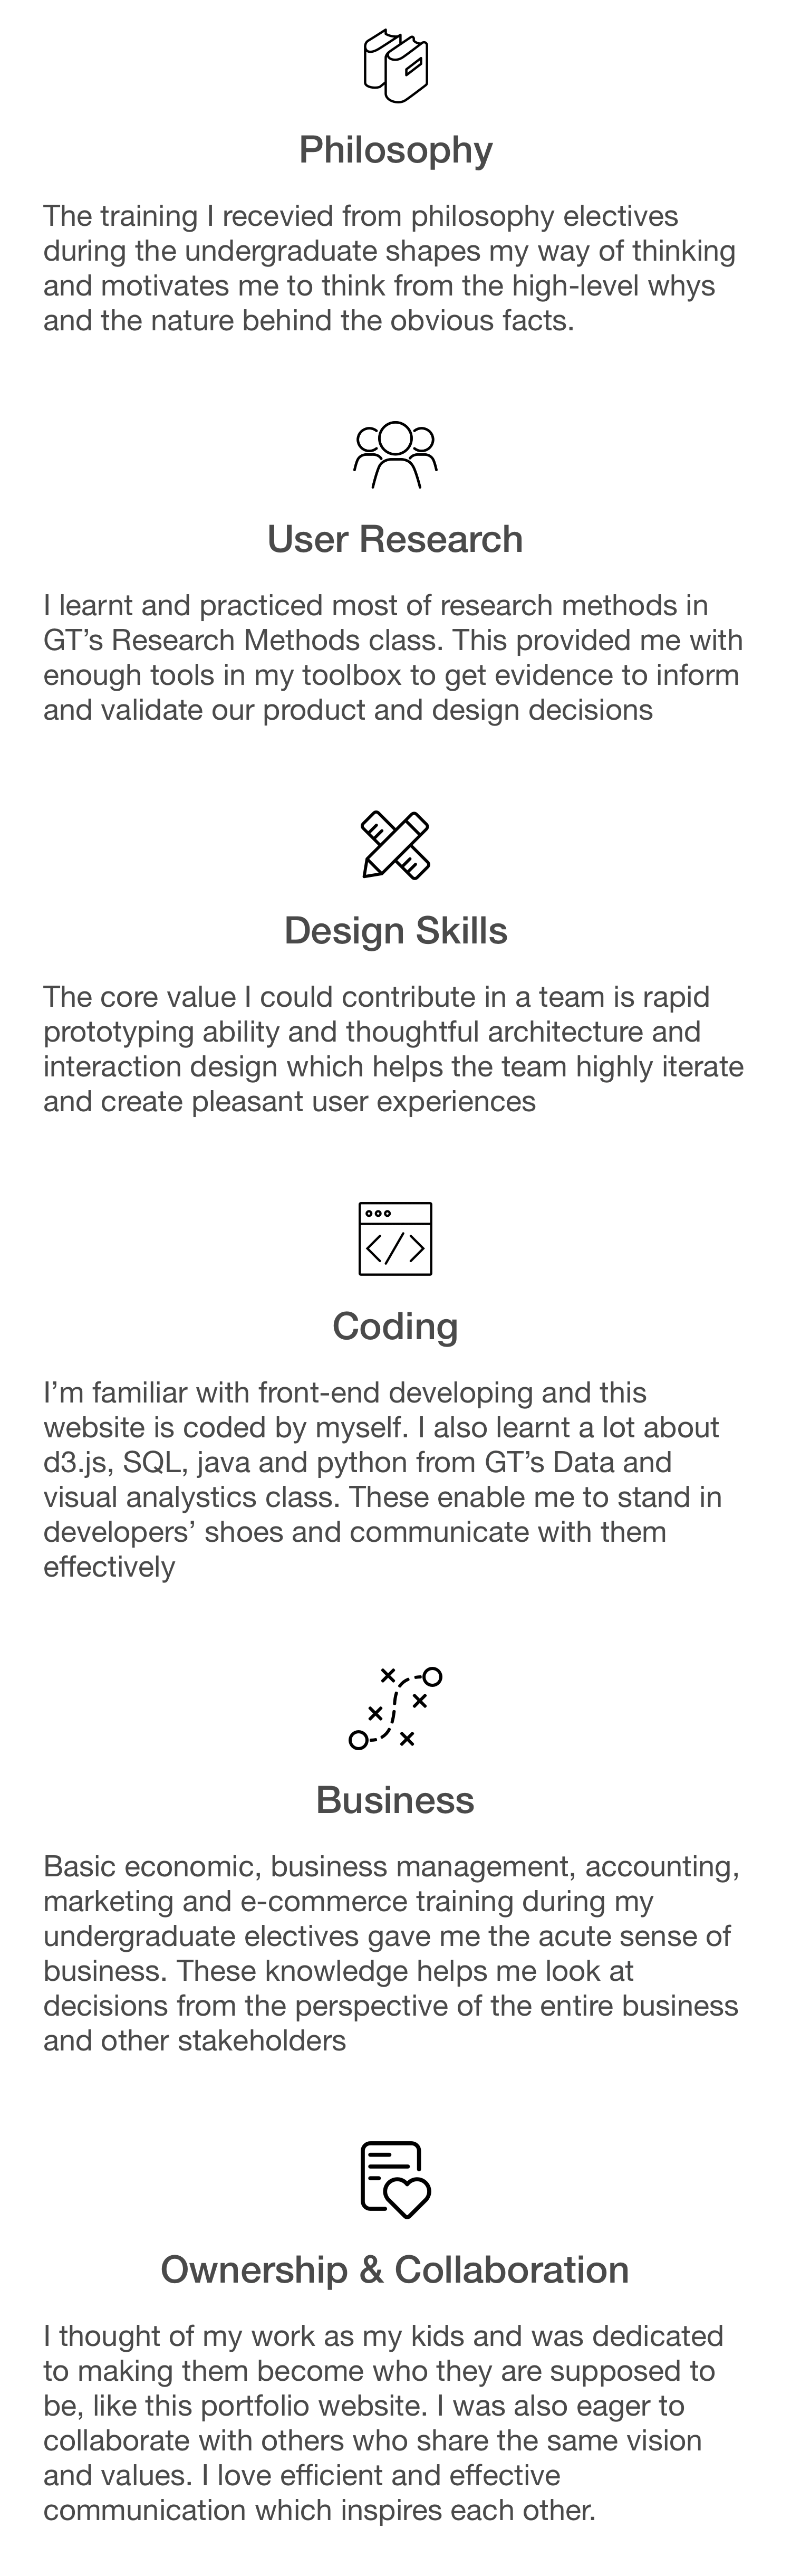 Philosophy
The training I recevied from philosophy electives
during the undergraduate shapes my way of thinking
and motivates me to think from the high-level whys
and the nature behind the obvious facts.
User Research
I learnt and practiced most of research methods in
GT’s Research Methods class. This provided me with
enough tools in my toolbox to get evidence to inform
and validate our product and design decisions
Design Skills
The core value I could contribute in a team is rapid
prototyping ability and thoughtful architecture and
interaction design which helps the team highly iterate
and create pleasant user experiences
Coding
I’m familiar with front-end developing and this
website is coded by myself. I also learnt a lot about
d3.js, SQL, java and python from GT’s Data and
visual analystics class. These enable me to stand in
developers’ shoes and communicate with them
effectively
Business
Basic economic, business management, accounting,
marketing and e-commerce training during my
undergraduate electives gave me the acute sense of
business. These knowledge helps me look at
decisions from the perspective of the entire business
and other stakeholders
Ownership & Collaboration
I thought of my work as my kids and was dedicated
to making them become who they are supposed to
be, like this portfolio website. I was also eager to
collaborate with others who share the same vision
and values. I love efficient and effective
communication which inspires each other.